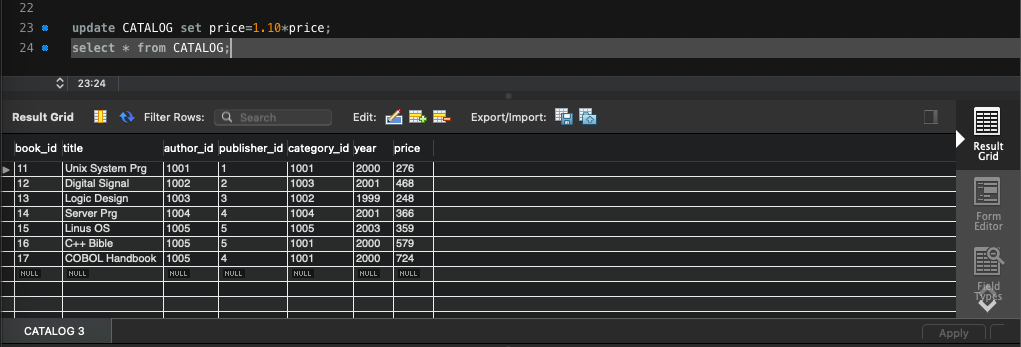 22
23 update CATALOG set price=1.10*price;
24 select * from CATALOG;
23:24
Result Grid Filter Rows: Search Edit: Export/Import:
book_id title author_id publisher_id category_id year price
11 Unix System Prg 1001 1 1001 2000 276
12 Digital Signal 1002 2 1003 2001 468
13 Logic Design 1003 3 1002 1999 248
14 Server Prg 1004 4 1004 2001 366
15 Linus OS 1005 5 1005 2003 359
16 C++ Bible 1005 5 1001 2000 579
17 COBOL Handbook 1005 4 1001 2000 724
NULL NULL NULL NULL NULL NULL NULL
Result
Grid
Form
Editor
Field
Types
CATALOG 3
Apply